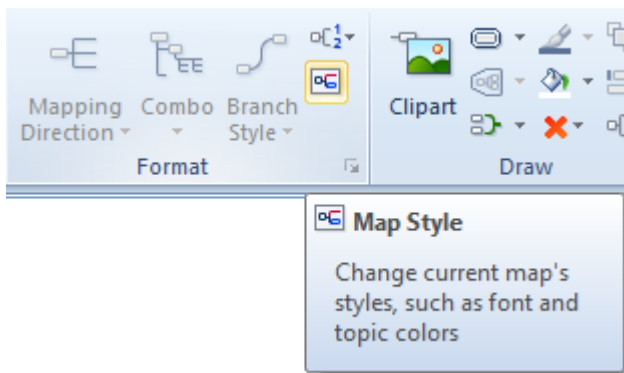 Mapping Combo Branch Clipart
Direction Style
Format Draw
Map Style
Change current map's
styles, such as font and
topic colors